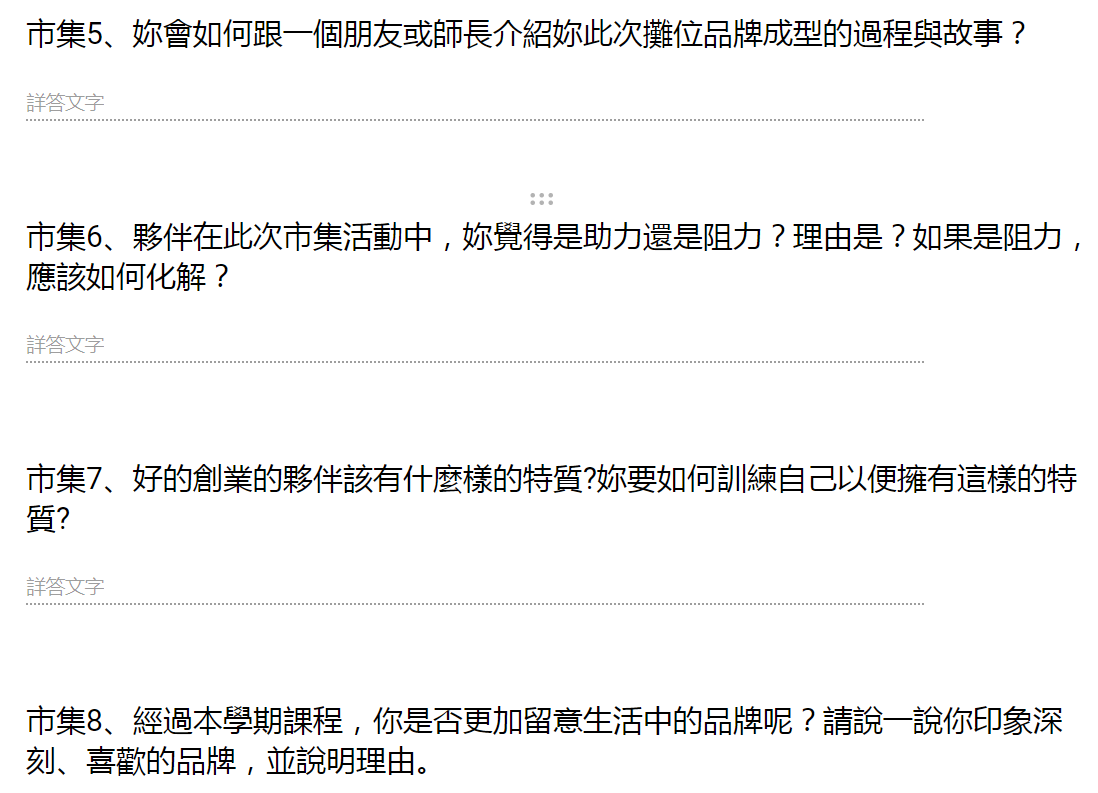 市集5、妳會如何跟一個朋友或師長介紹妳此次攤位品牌成型的過程與故事？
詳答文字
市集6、夥伴在此次市集活動中，妳覺得是助力還是阻力？理由是？如果是阻力，
應該如何化解？
詳答文字
市集7、好的創業的夥伴該有什麼樣的特質?妳要如何訓練自己以便擁有這樣的特
質?
詳答文字
市集8、經過本學期課程，你是否更加留意生活中的品牌呢？請說一說你印象深
刻、喜歡的品牌，並說明理由。